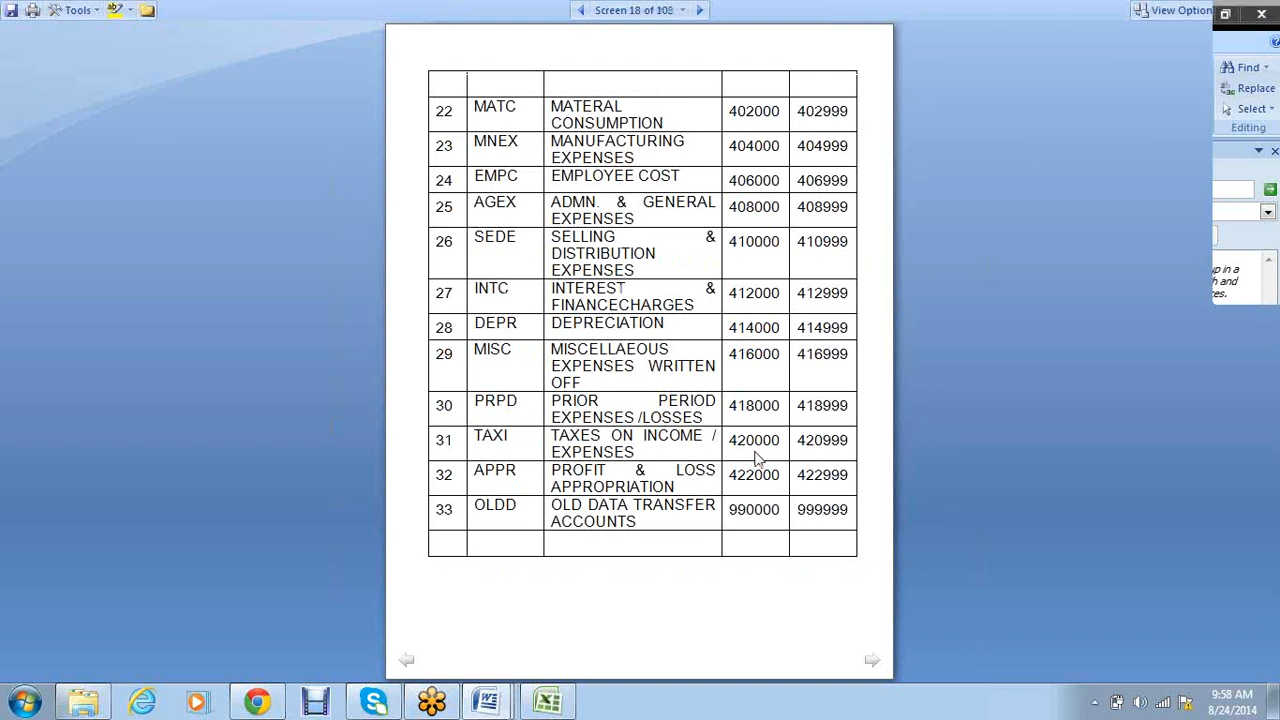 Tools
Screen 18 of 108
View Option
Find
Replace
Select
Editing
up in a
h and
res.
22 MATC MATERAL 402000 402999
CONSUMPTION
23 MNEX MANUFACTURING 404000 404999
EXPENSES
24 EMPC EMPLOYEE COST 406000 406999
25 AGEX ADMN. & GENERAL 408000 408999
EXPENSES
26 SEDE SELLING & 410000 410999
DISTRIBUTION
EXPENSES
27 INTC INTEREST & 412000 412999
FINANCECHARGES
28 DEPR DEPRECIATION 414000 414999
29 MISC MISCELLAEOUS 416000 416999
EXPENSES WRITTEN
OFF
30 PRPD PRIOR PERIOD 418000 418999
EXPENSES /LOSSES
31 TAXI TAXES ON INCOME / 420000 420999
EXPENSES
32 APPR PROFIT & LOSS 422000 422999
APPROPRIATION
33 OLDD OLD DATA TRANSFER 990000 999999
ACCOUNTS
9:58 AM
8/24/2014